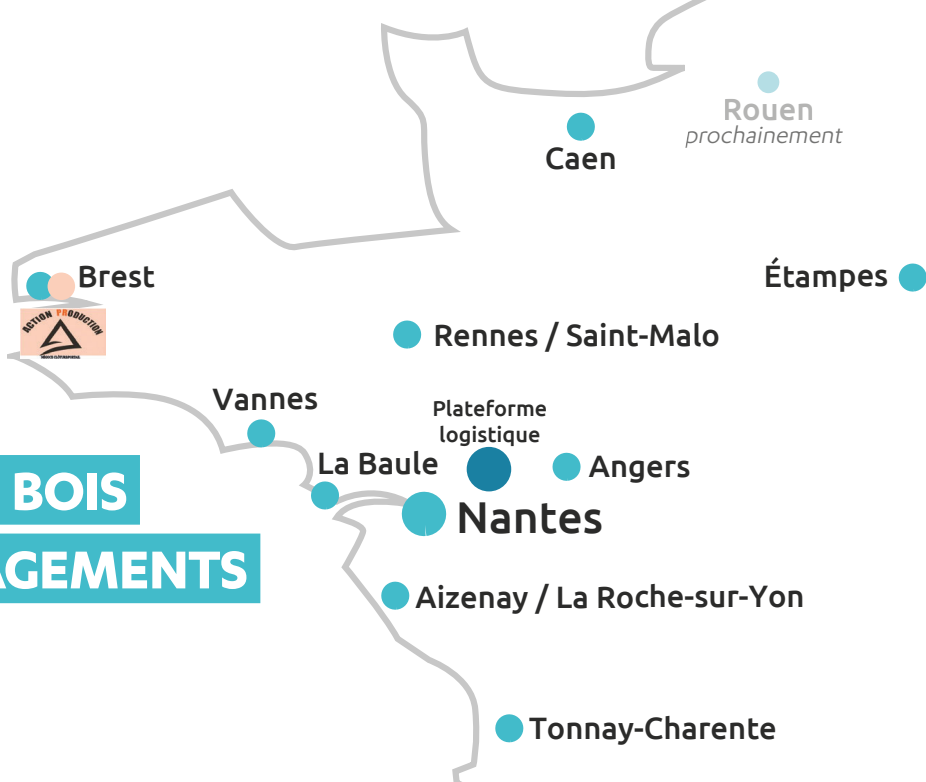 Rouen
prochainement
Caen
Brest
Étampes
ACTION PRODUCTION
Rennes / Saint-Malo
Vannes
Plateforme
logistique
La Baule
Angers
BOIS
Nantes
AGEMENTS
Aizenay / La Roche-sur-Yon
Tonnay-Charente